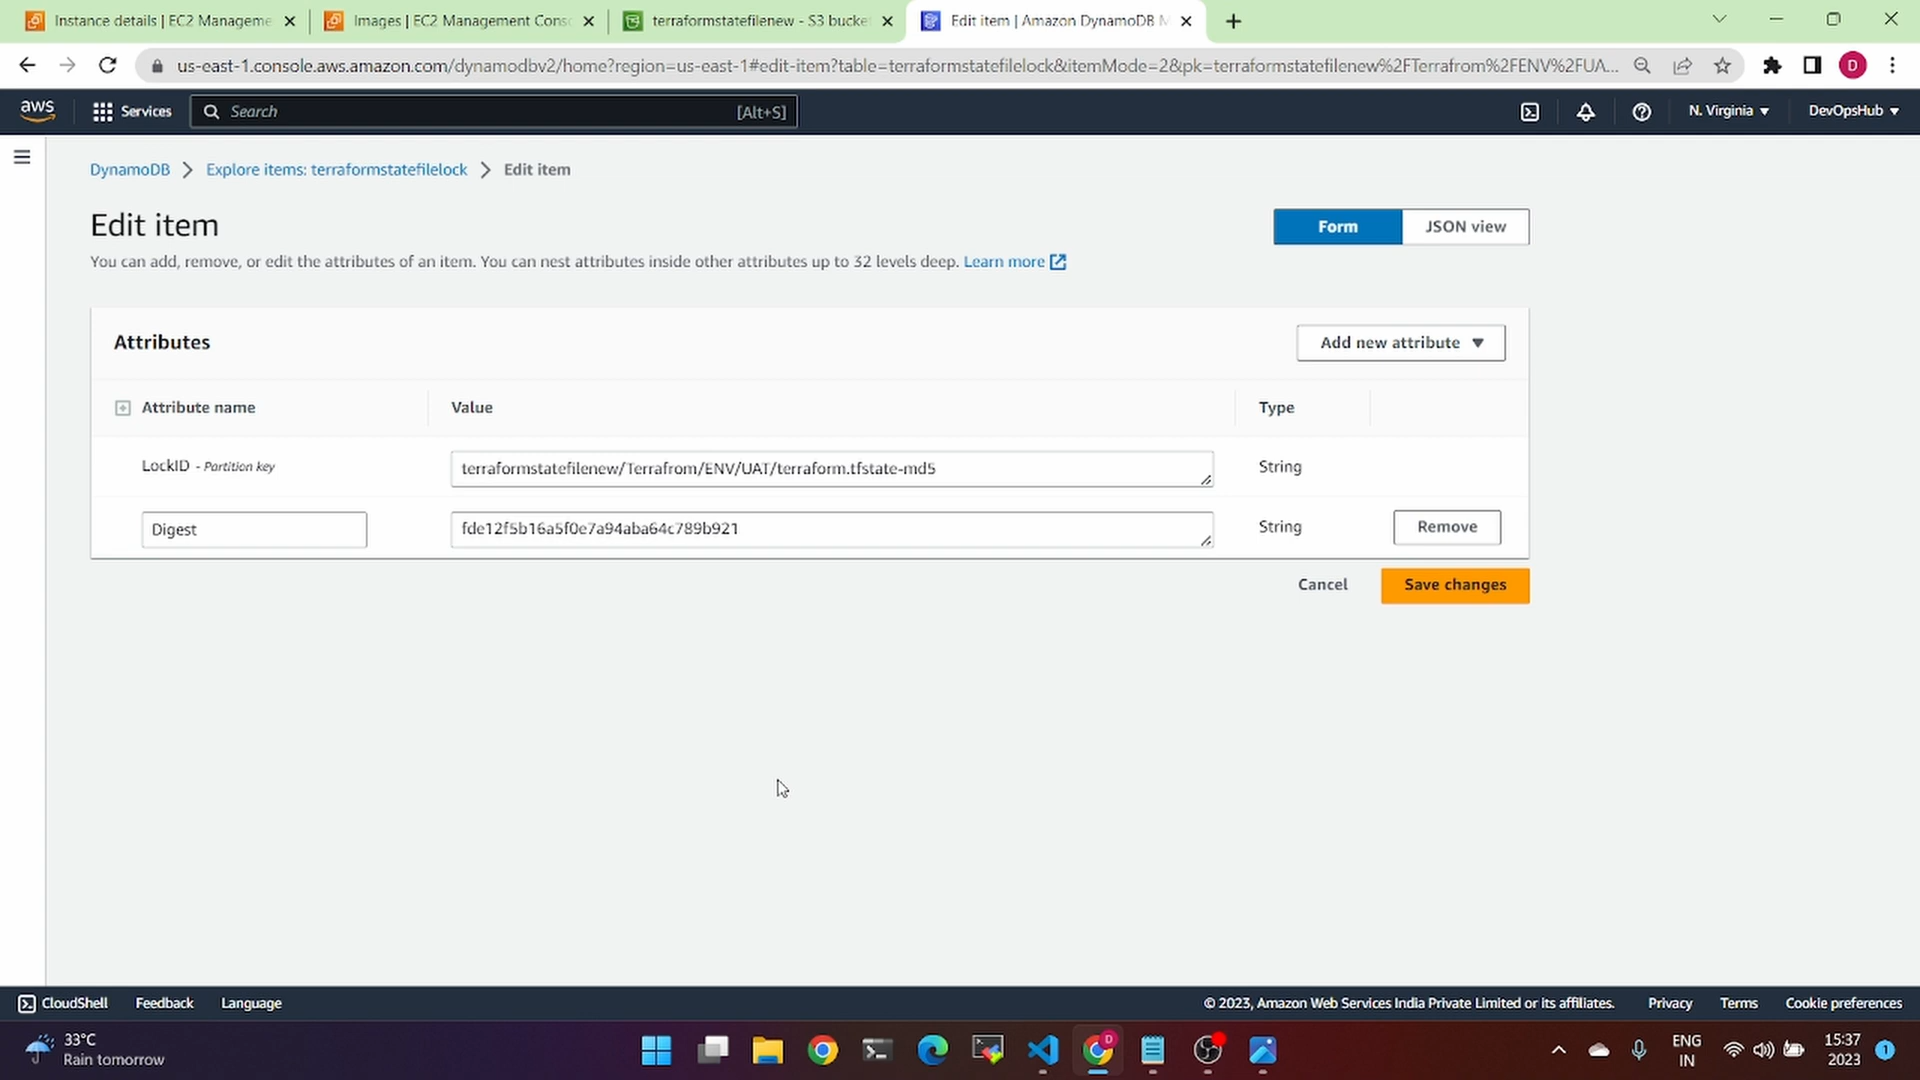 Instance details | EC2 Manageme
Images | EC2 Management Conso
terraformstatefilenew - S3 bucket
Edit item | Amazon DynamoDB M
us-east-1.console.aws.amazon.com/dynamodbv2/home?region=us-east-1#edit-item?table=terraformstatefilelock&itemMode=2&pk=terraformstatefilenew%2FTerrafrom%2FENV%2FUA...
D
aws
Services
Search
[Alt+S]
N. Virginia
DevOpsHub
DynamoDB
Explore items: terraformstatefilelock
Edit item
Edit item
Form
JSON view
You can add, remove, or edit the attributes of an item. You can nest attributes inside other attributes up to 32 levels deep. Learn more
Attributes
Add new attribute
Attribute name
Value
Type
LockID - Partition key
terraformstatefilenew/Terrafrom/ENV/UAT/terraform.tfstate-md5
String
Digest
fde12f5b16a5f0e7a94aba64c789b921
String
Remove
Cancel
Save changes
CloudShell
Feedback
Language
© 2023, Amazon Web Services India Private Limited or its affiliates.
Privacy
Terms
Cookie preferences
33°C
Rain tomorrow
D
ENG
IN
15:37
2023
1